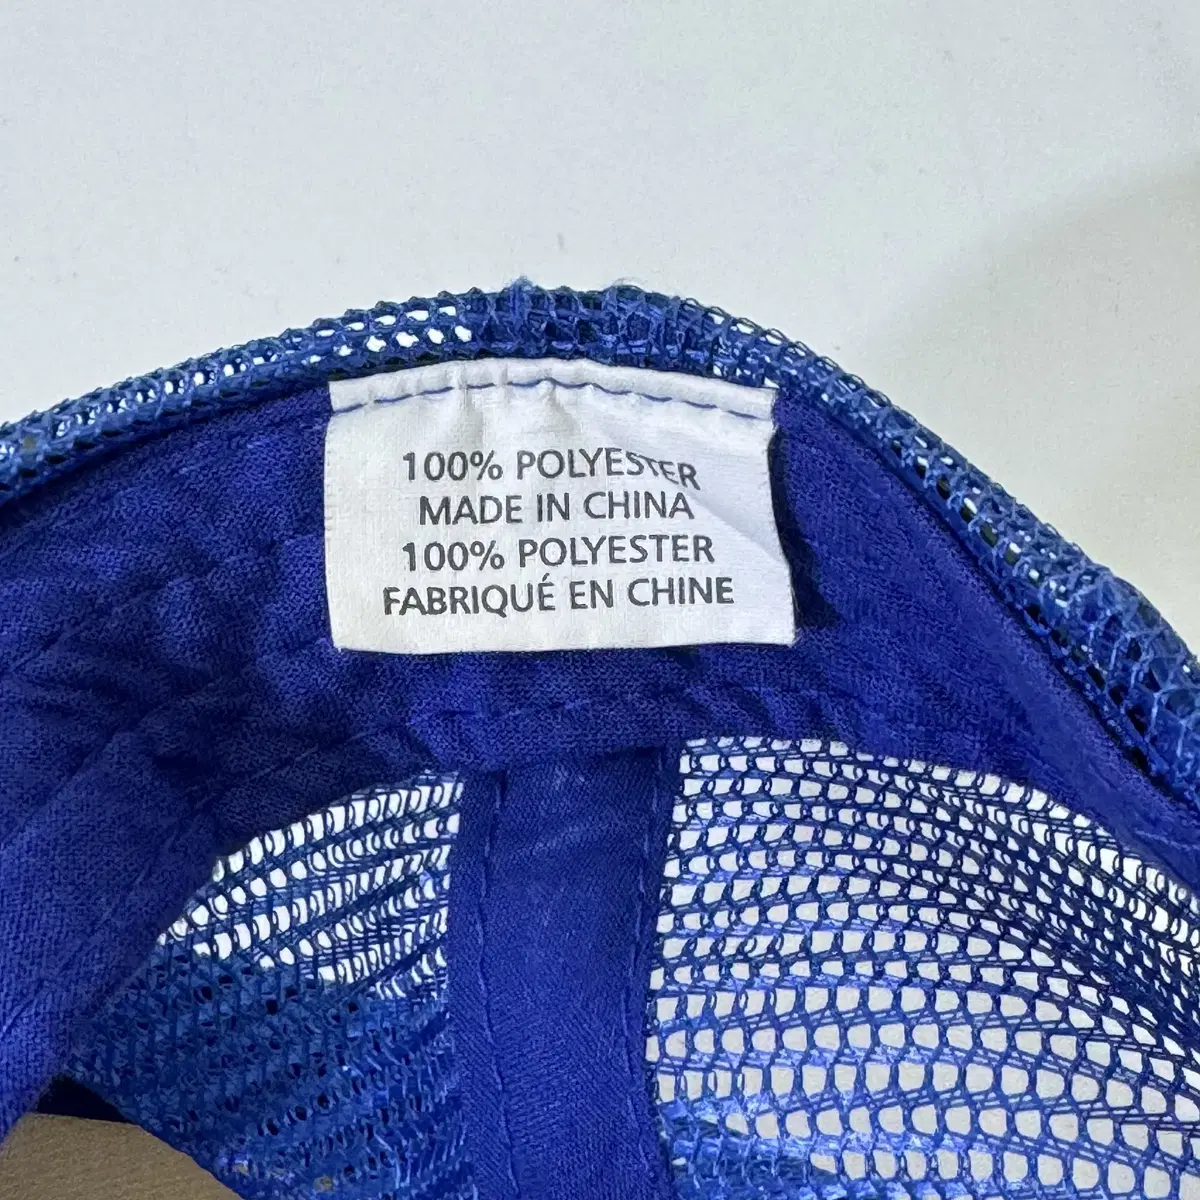 100% POLYESTER
MADE IN CHINA
100% POLYESTER
FABRIQUÉ EN CHINE